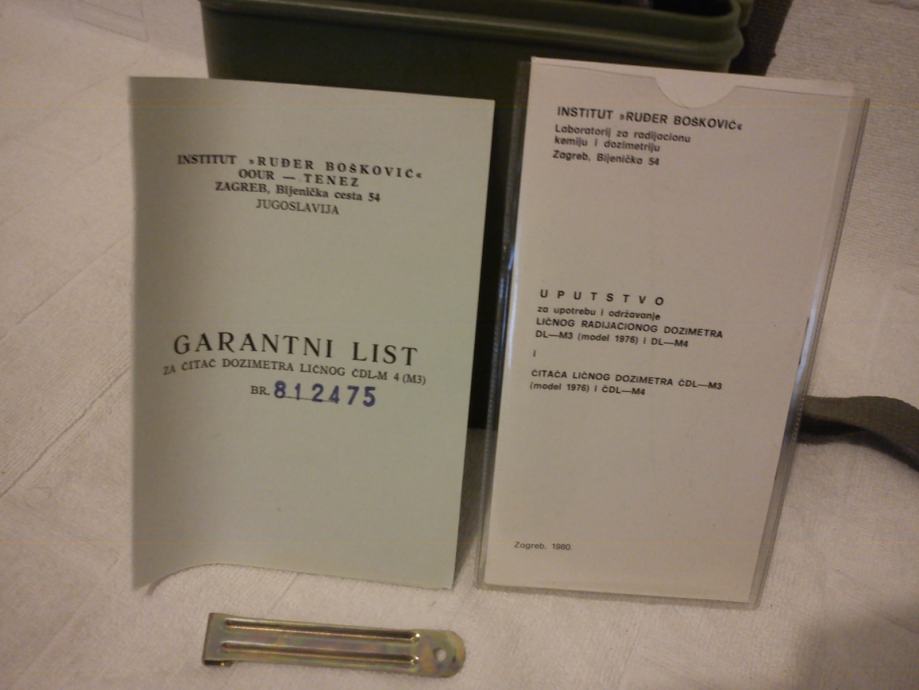 INSTITUT »RUĐER BOŠKOVIĆ«
OOUR — TENEZ
ZAGREB, Bijenička cesta 54
JUGOSLAVIJA
GARANTNI LIST
ZA ČITAČ DOZIMETRA LIČNOG ČDL-M 4 (M3)
BR. 812475
INSTITUT »RUĐER BOŠKOVIĆ«
Laboratorij za radijacionu
kemiju i dozimetriju
Zagreb, Bijenička 54
UPUTSTVO
za upotrebu i održavanje
LIČNOG RADIJACIONOG DOZIMETRA
DL—M3 (model 1976) i DL—M4
i
ČITAČA LIČNOG DOZIMETRA ČDL—M3
(model 1976) i ČDL—M4
Zagreb, 1980.